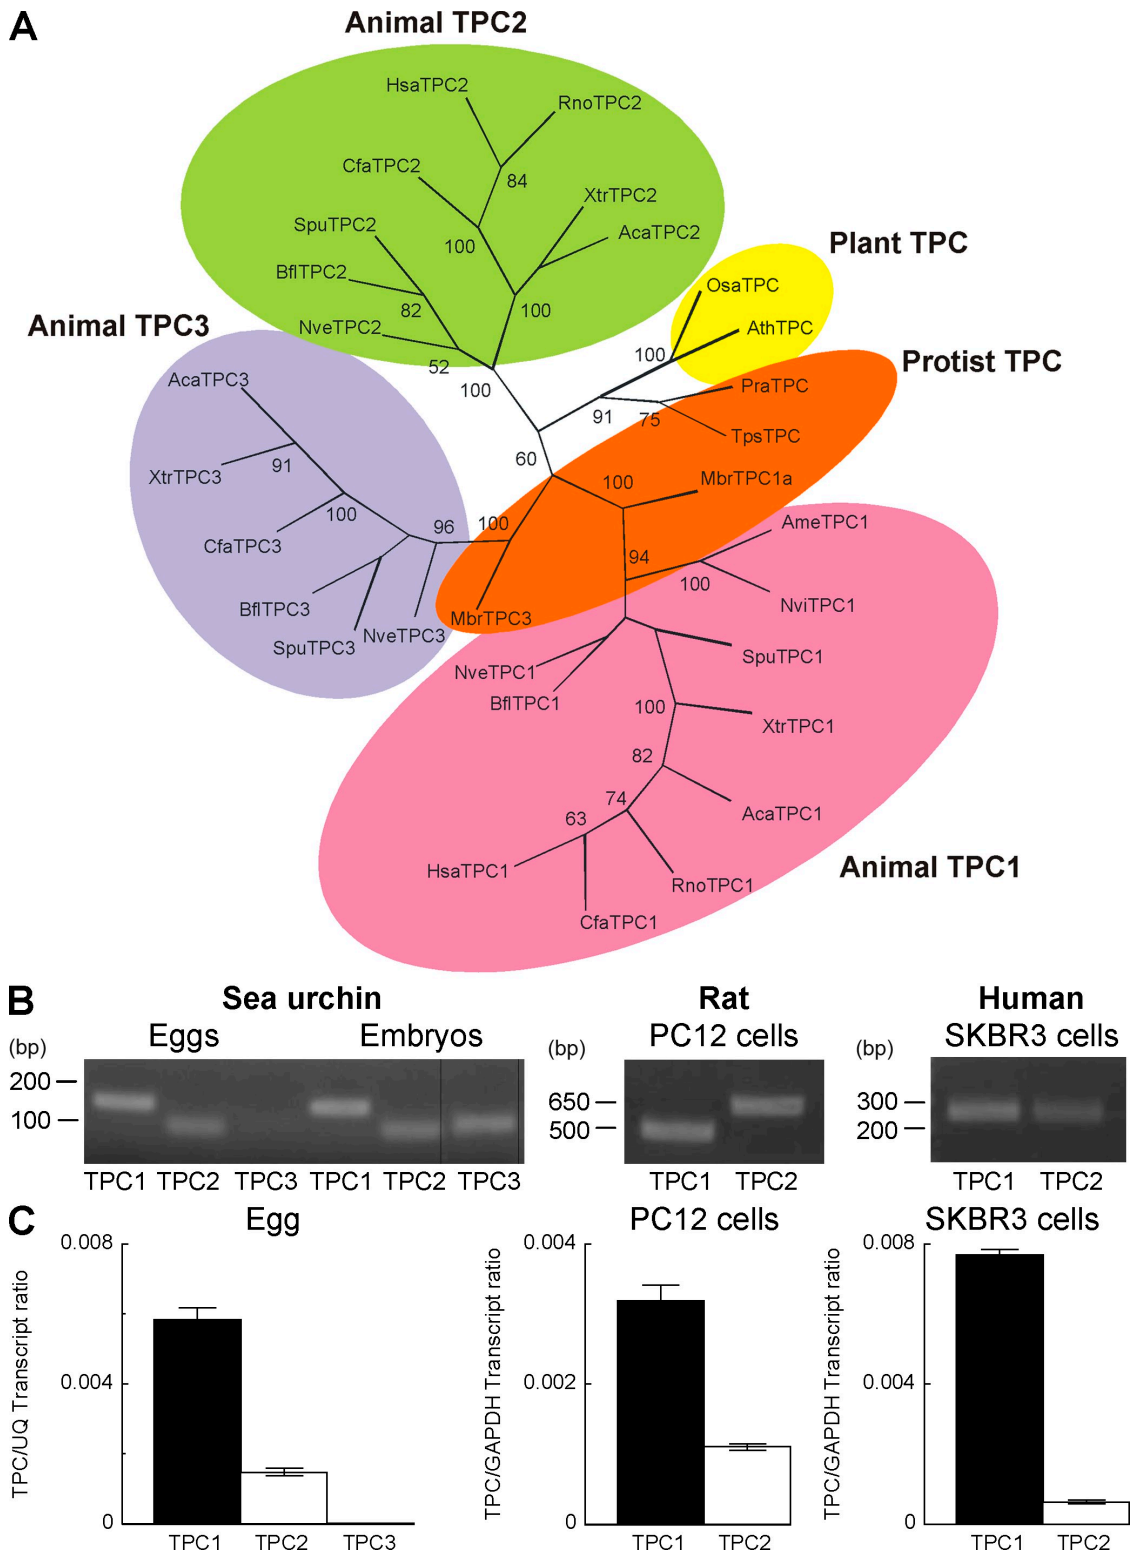 A
Animal TPC2
HsaTPC2
RnoTPC2
CfaTPC2
84
XtrTPC2
SpuTPC2
AcaTPC2
100
Plant TPC
BflTPC2
OsaTPC
82
100
Animal TPC3
NveTPC2
AthTPC
100
52
Protist TPC
AcaTPC3
100
PraTPC
91
75
TpsTPC
91
60
XtrTPC3
MbrTPC1a
100
100
96
100
AmeTPC1
CfaTPC3
94
100
BflTPC3
NviTPC1
MbrTPC3
NveTPC3
SpuTPC3
SpuTPC1
NveTPC1
BflTPC1
100
XtrTPC1
82
74
AcaTPC1
63
HsaTPC1
Animal TPC1
RnoTPC1
CfaTPC1
B
Sea urchin
Rat
Human
Eggs
Embryos
PC12 cells
SKBR3 cells
(bp)
(bp)
(bp)
200
100
650
500
300
200
TPC1 TPC2 TPC3 TPC1 TPC2 TPC3
TPC1 TPC2
TPC1 TPC2
C
Egg
PC12 cells
SKBR3 cells
TPC/UQ Transcript ratio
0.008
0.004
0
TPC1 TPC2 TPC3
TPC/GAPDH Transcript ratio
0.004
0.002
0
TPC1 TPC2
TPC/GAPDH Transcript ratio
0.008
0.004
0
TPC1 TPC2